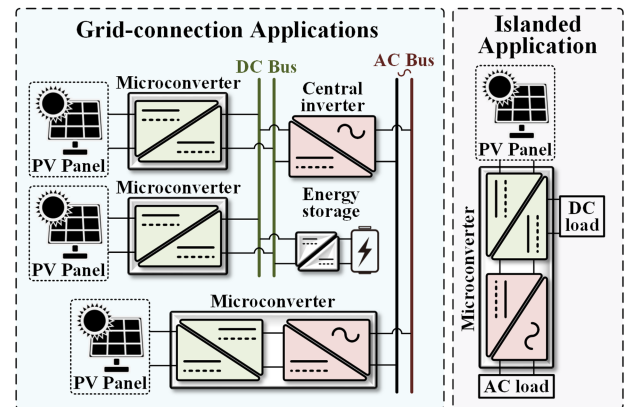 Grid-connection Applications
Microconverter
DC Bus
AC Bus
Central
inverter
PV Panel
Microconverter
Energy
storage
PV Panel
Microconverter
PV Panel
Islanded
Application
PV Panel
Microconverter
DC
load
AC load